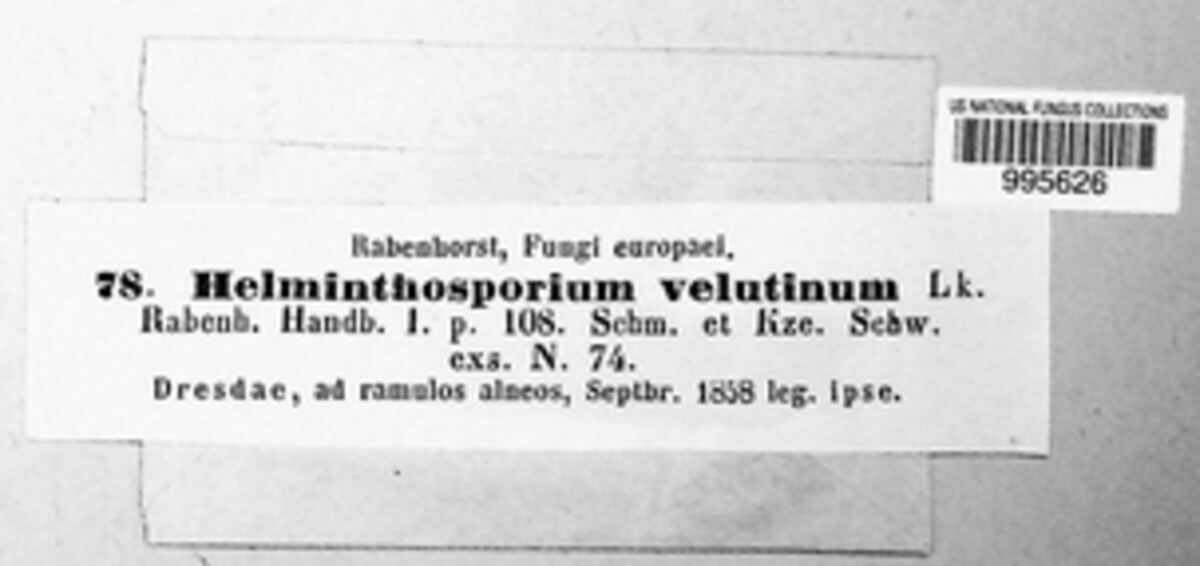 US NATIONAL FUNGUS COLLECTIONS
995626
Rabenhorst, Fungi europaei.
78. Helminthosporium velutinum Lk.
Rabenh. Handb. I. p. 108. Schm. et Kze. Schw.
exs. N. 74.
Dresdae, ad ramulos alneos, Septbr. 1858 leg. ipse.